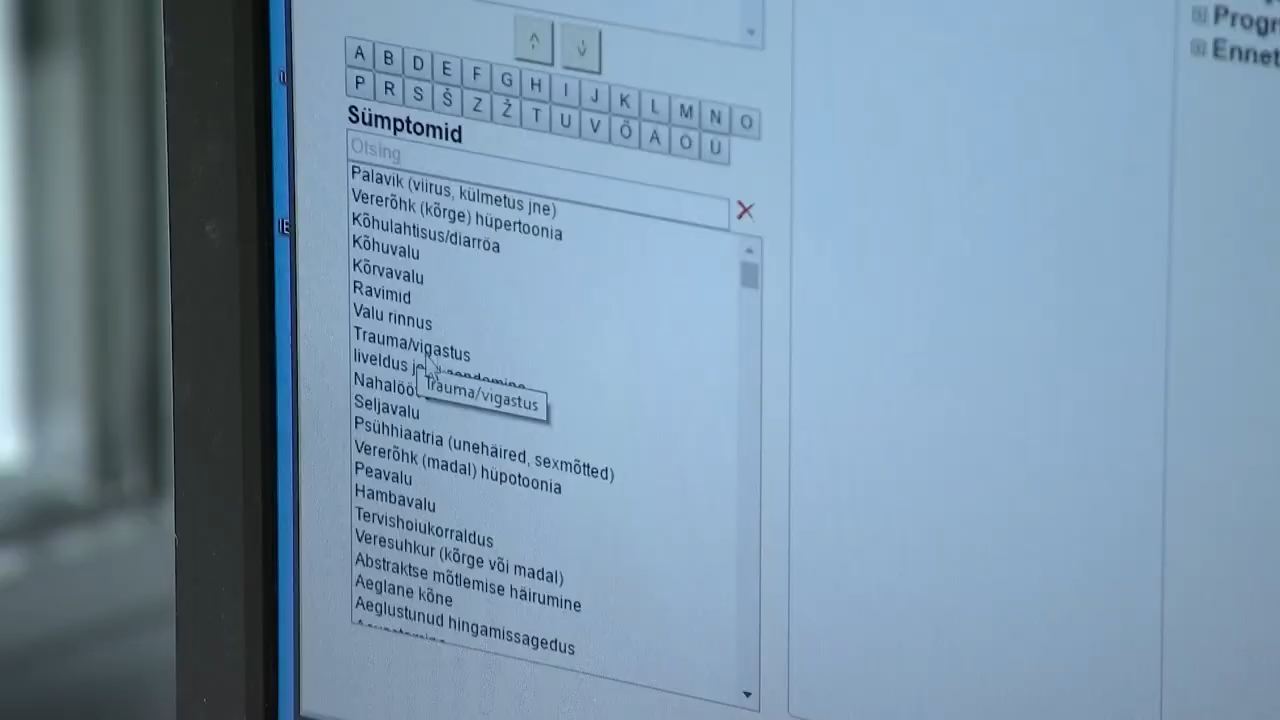 Progr
Ennet
A B D E F G H I J K L M N O
P R S Š Z Ž T U V Õ Ä Ö Ü
Sümptomid
Otsing
Palavik (viirus, külmetus jne)
Vererõhk (kõrge) hüpertoonia
Kõhulahtisus/diarröa
Kõhuvalu
Kõrvavalu
Ravimid
Valu rinnus
Trauma/vigastus
Iiveldus
Trauma/vigastus
Seljavalu
Psühhiaatria (unehäired, sexmõtted)
Vererõhk (madal) hüpotoonia
Peavalu
Hambavalu
Tervishoiukorraldus
Veresuhkur (kõrge või madal)
Abstraktse mõtlemise häirumine
Aeglane kõne
Aeglustunud hingamissagedus